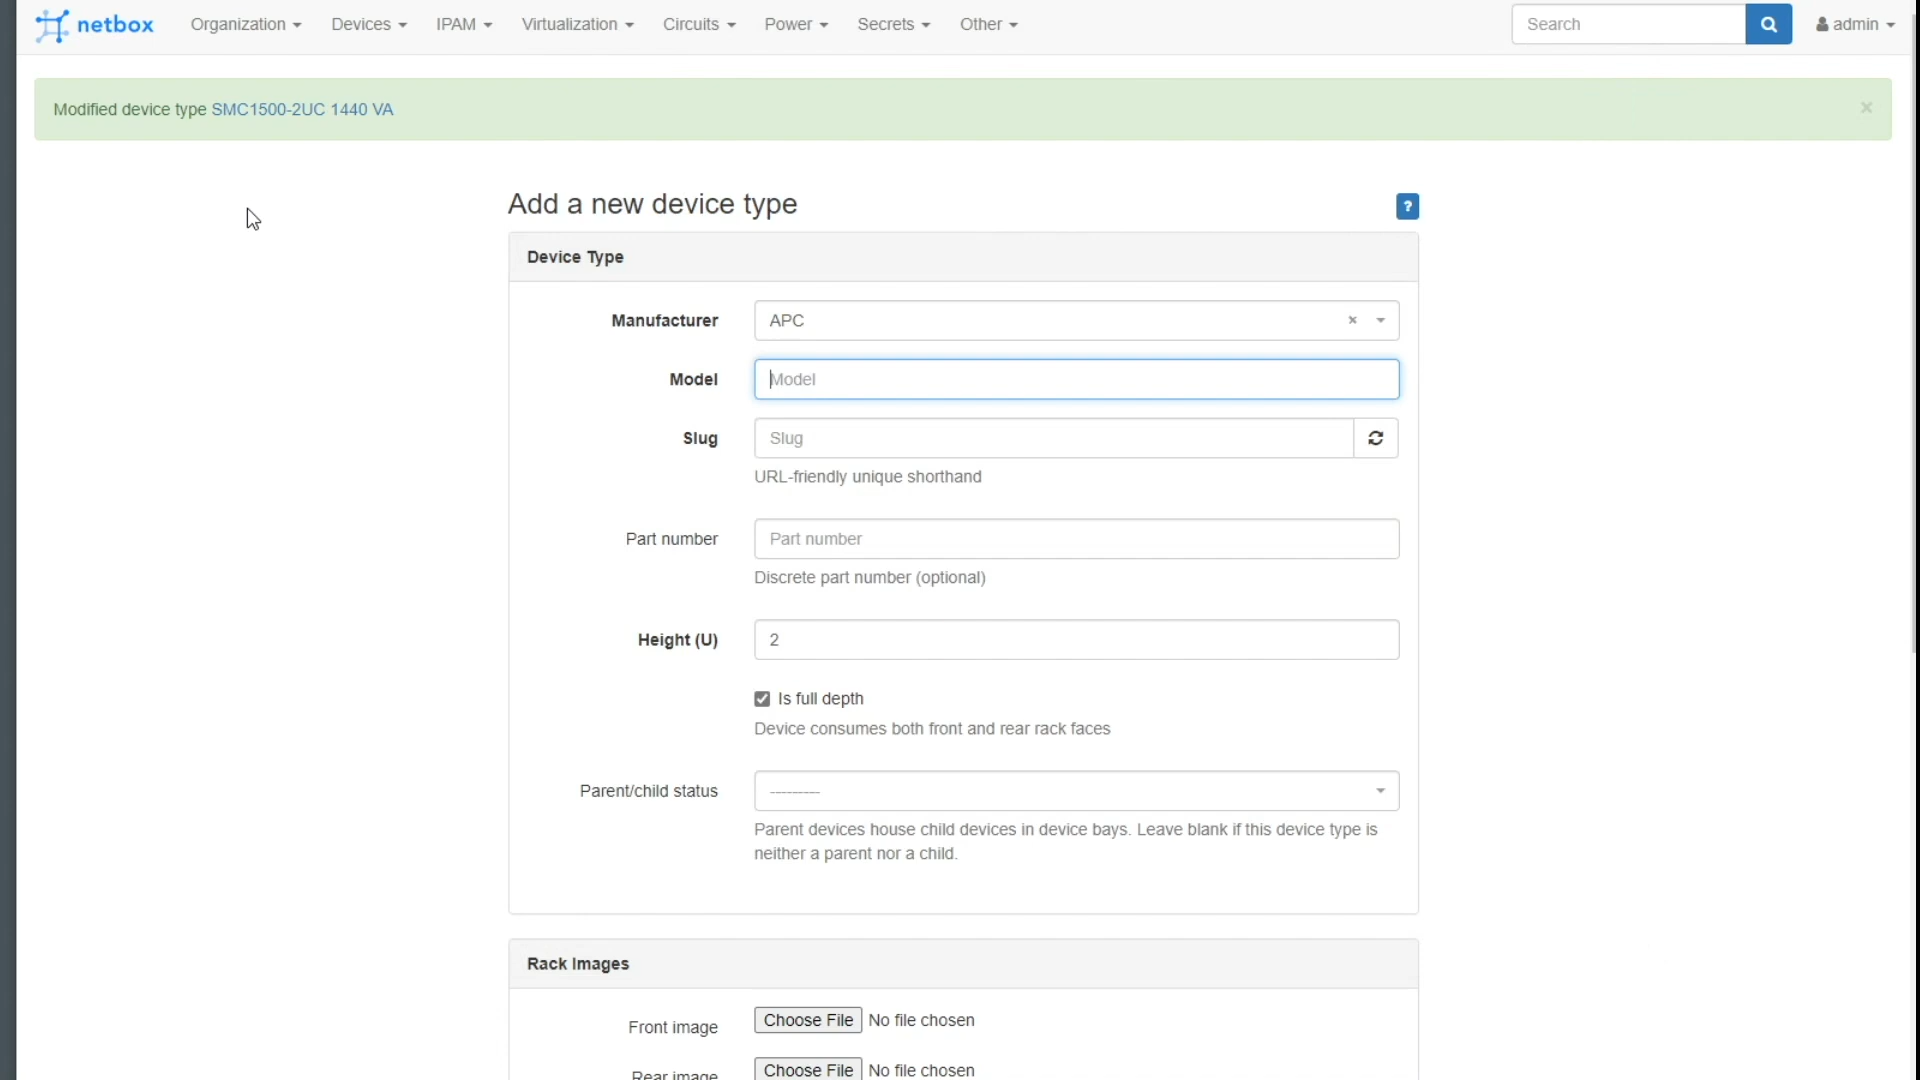 netbox Organization Devices IPAM Virtualization Circuits Power Secrets Other Search admin
Modified device type SMC1500-2UC 1440 VA ×
Add a new device type ?
Device Type
Manufacturer APC ×
Model Model
Slug Slug
URL-friendly unique shorthand
Part number Part number
Discrete part number (optional)
Height (U) 2
Is full depth
Device consumes both front and rear rack faces
Parent/child status ---------
Parent devices house child devices in device bays. Leave blank if this device type is
neither a parent nor a child.
Rack Images
Front image Choose File No file chosen
Rear image Choose File No file chosen